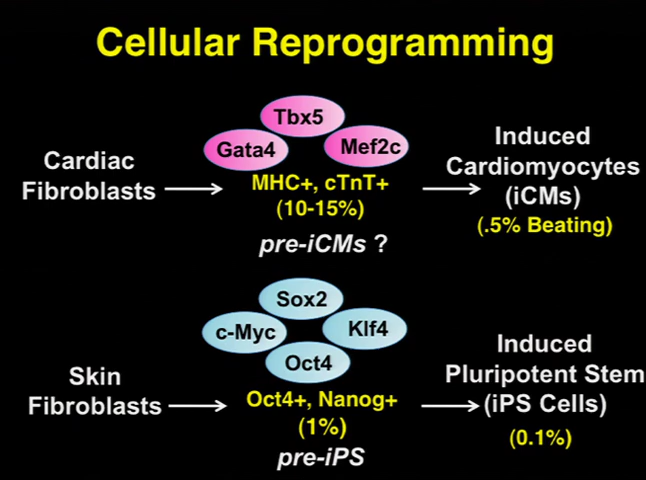 Cellular Reprogramming
Tbx5
Gata4
Mef2c
Cardiac
Fibroblasts
MHC+, cTnT+
(10-15%)
pre-iCMs ?
Induced
Cardiomyocytes
(iCMs)
(.5% Beating)
Sox2
c-Myc
Klf4
Oct4
Skin
Fibroblasts
Oct4+, Nanog+
(1%)
pre-iPS
Induced
Pluripotent Stem
(iPS Cells)
(0.1%)